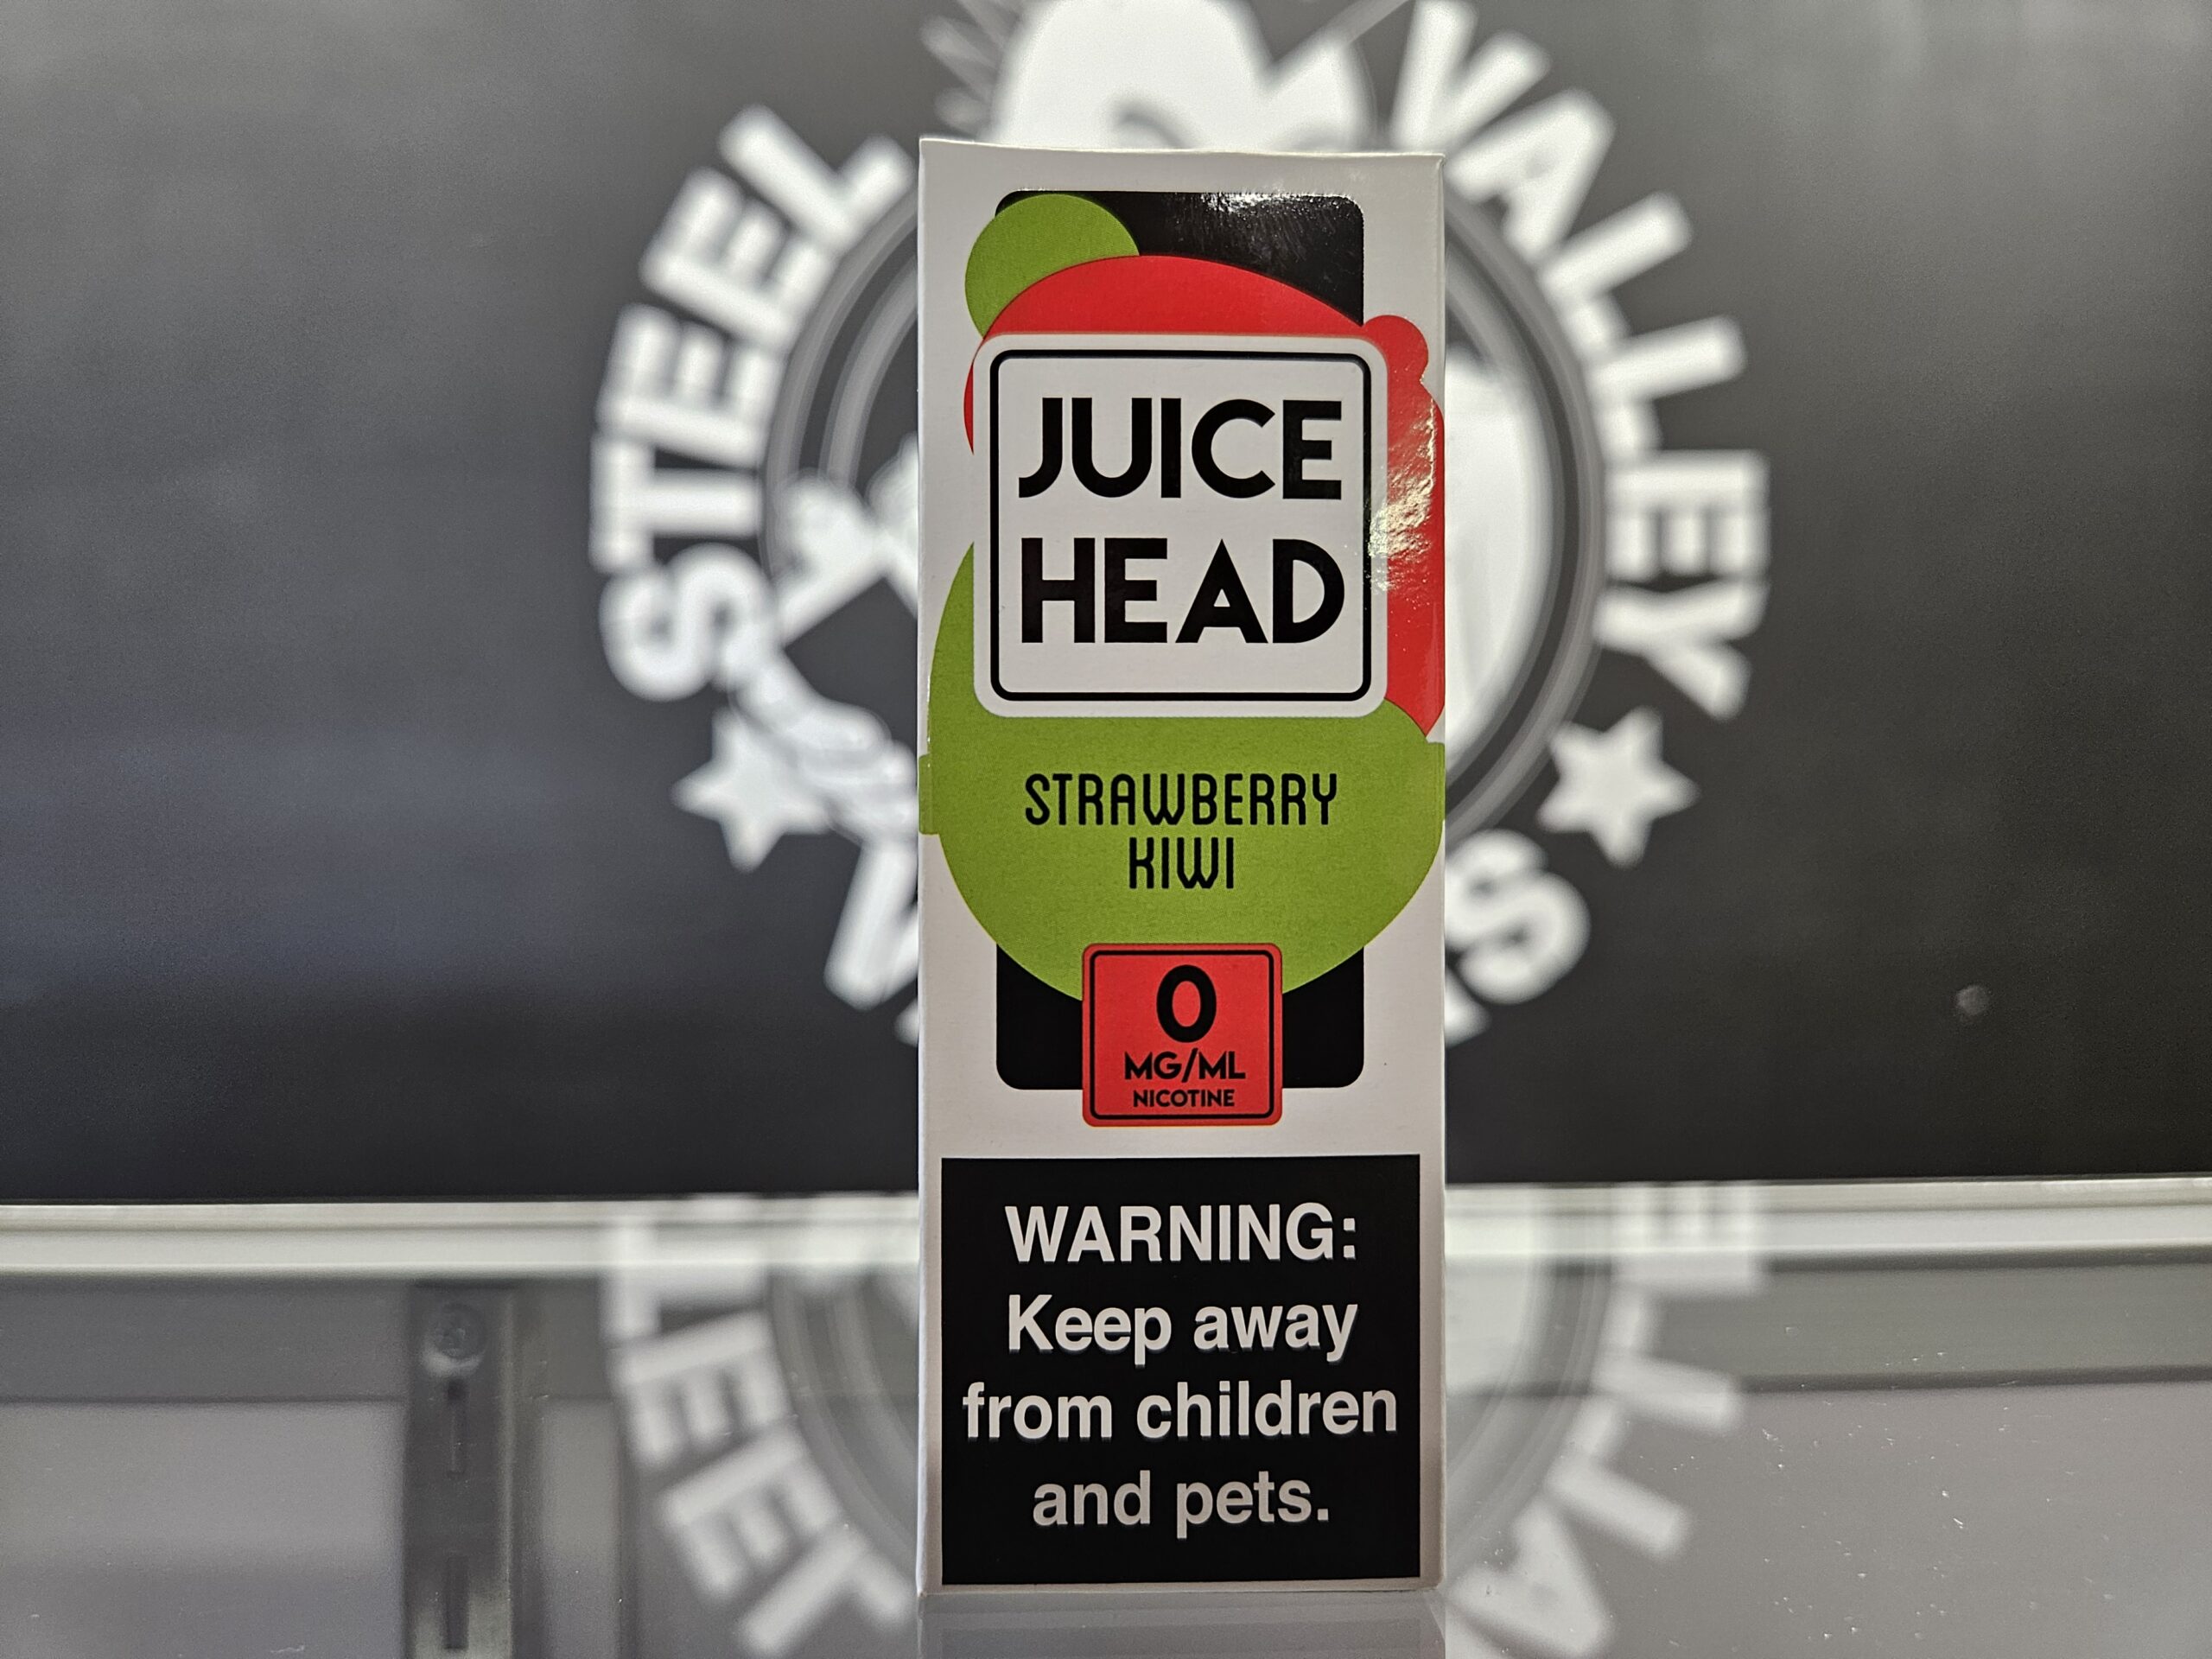 STEEL VALLEY
JUICE
HEAD
STRAWBERRY
KIWI
0
MG/ML
NICOTINE
WARNING:
Keep away
from children
and pets.